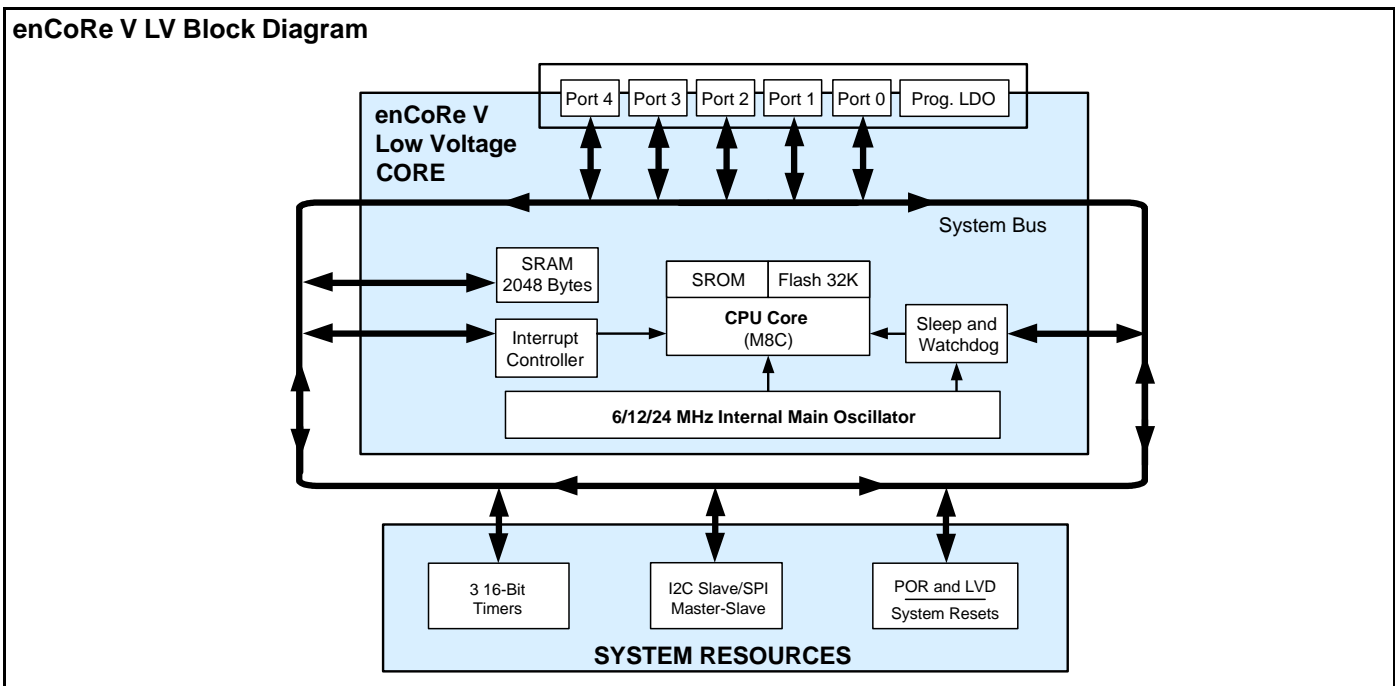 enCoRe V LV Block Diagram
Port 4 Port 3 Port 2 Port 1 Port 0 Prog. LDO
enCoRe V
Low Voltage
CORE
System Bus
SRAM
2048 Bytes
SROM Flash 32K
CPU Core
(M8C)
Interrupt
Controller
Sleep and
Watchdog
6/12/24 MHz Internal Main Oscillator
3 16-Bit
Timers
I2C Slave/SPI
Master-Slave
POR and LVD
System Resets
SYSTEM RESOURCES